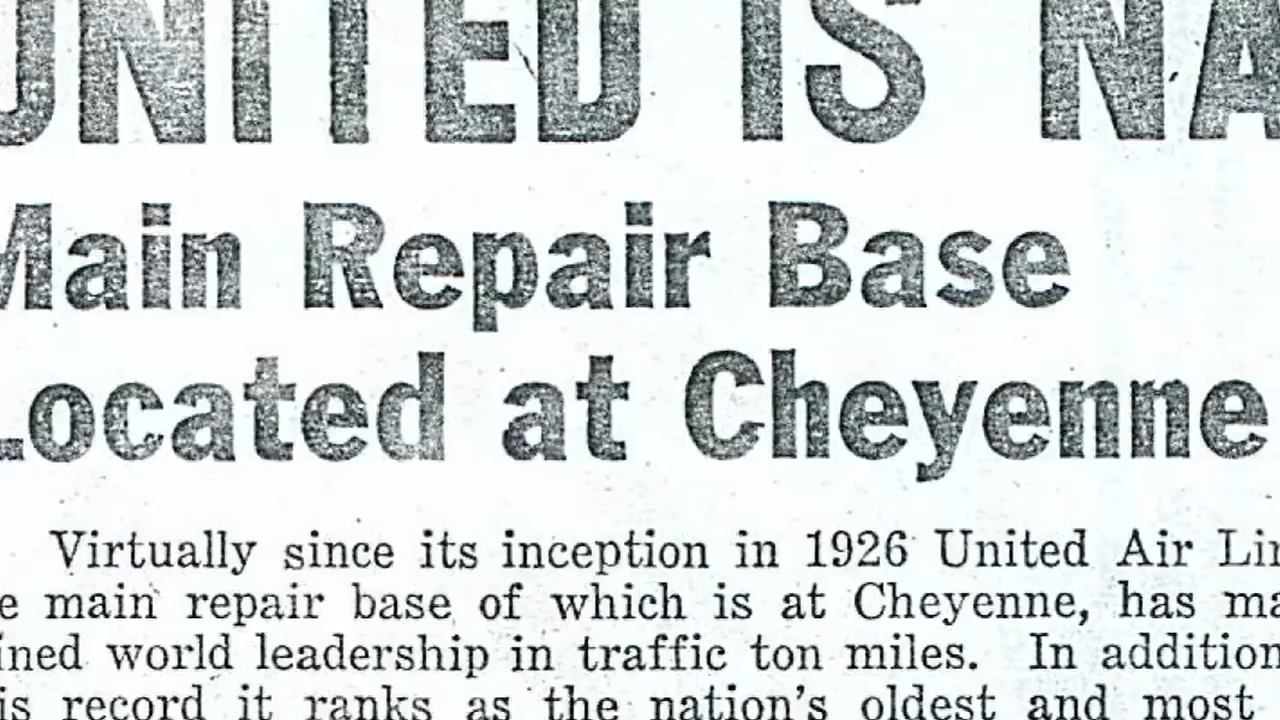 UNITED IS NA
Main Repair Base
Located at Cheyenne
Virtually since its inception in 1926 United Air Lin
e main repair base of which is at Cheyenne, has ma
ined world leadership in traffic ton miles. In addition
is record it ranks as the nation's oldest and most